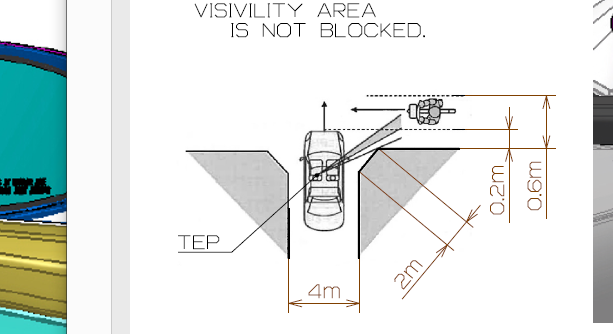 VISIVILITY AREA
IS NOT BLOCKED.
0.2m
0.6m
TEP
2m
4m